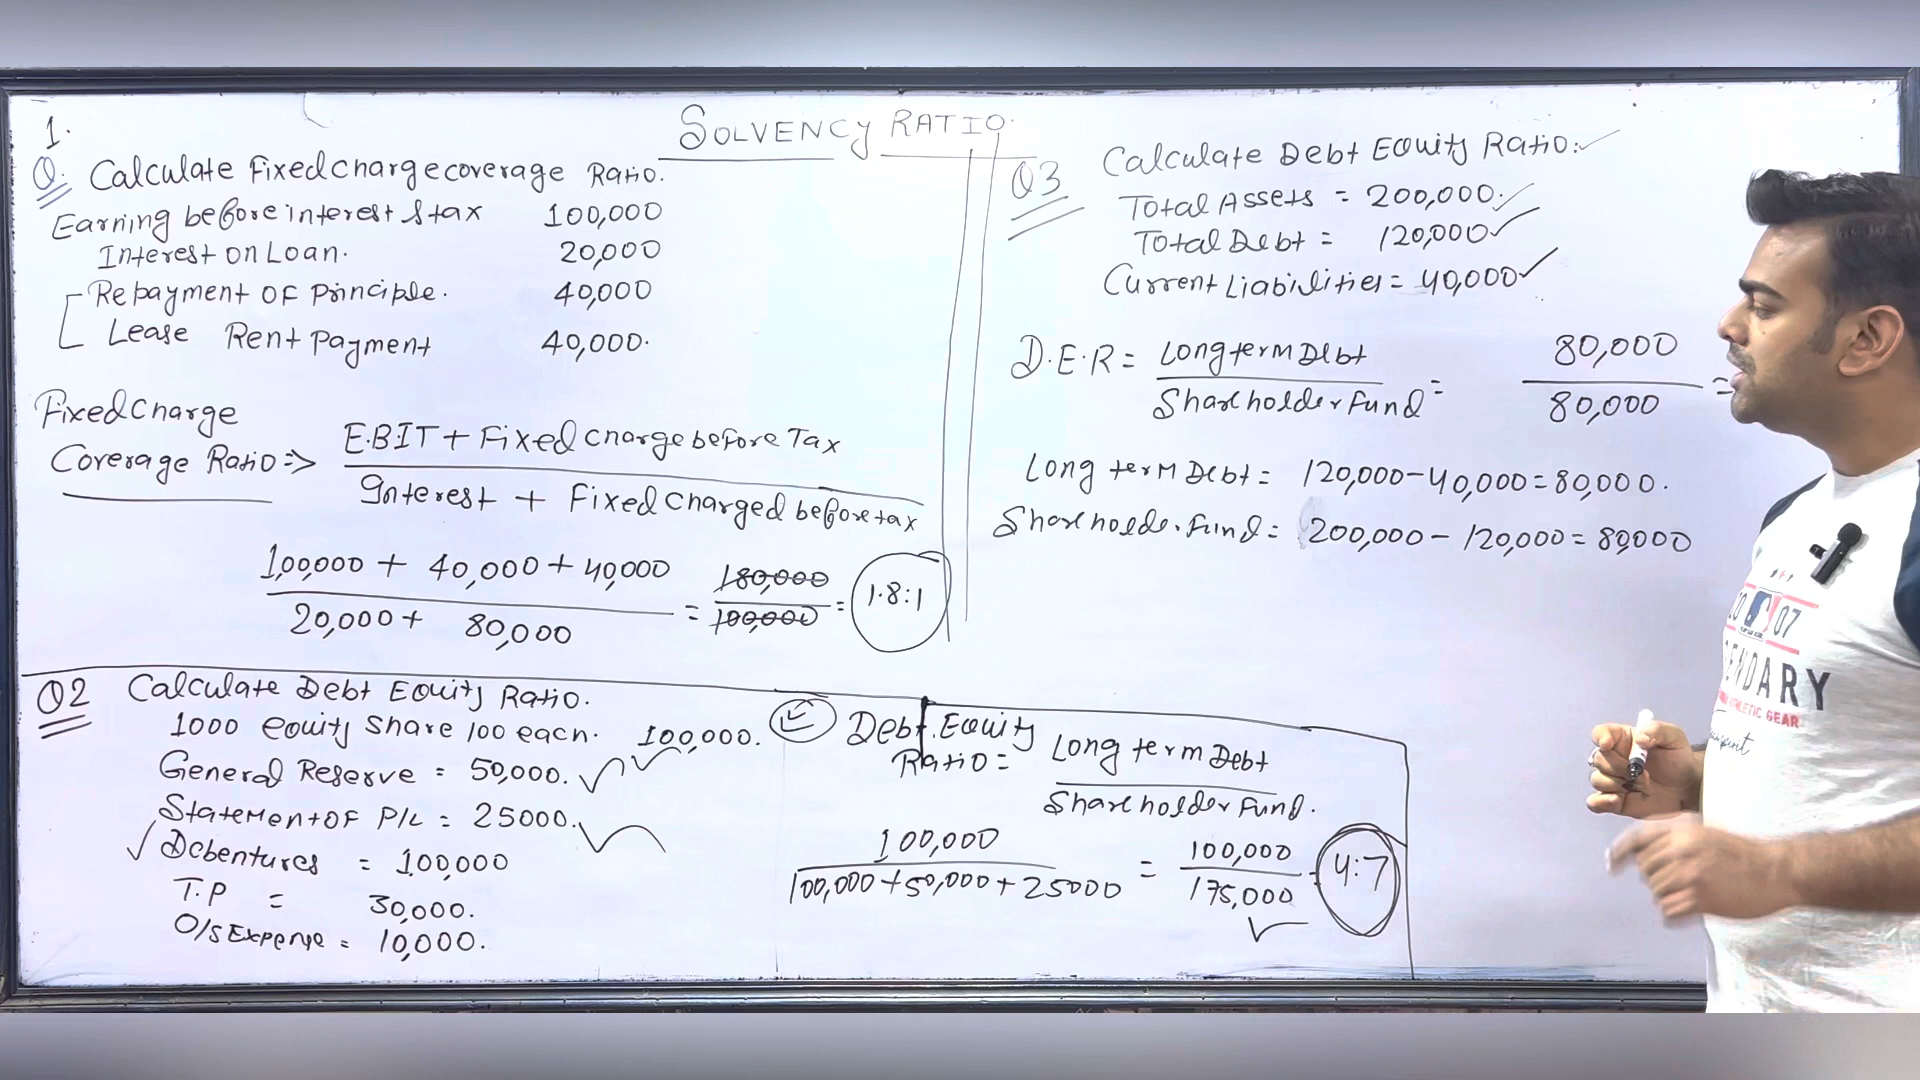 SOLVENCY RATIO.
1.
Q. Calculate Fixed charge coverage Ratio.
Earning before interest & tax 100,000
Interest on Loan. 20,000
Repayment OF Principle. 40,000
Lease Rent Payment 40,000.
Fixed Charge
Coverage Ratio => E.BIT + Fixed charge before Tax
Interest + Fixed Charged before tax
1,00,000 + 40,000 + 40,000
20,000 + 80,000
= 180,000
100,000
= 1.8:1
Q2 Calculate Debt Equity Ratio.
1000 equity Share 100 each. 100,000.
General Reserve = 50,000.
Statement OF P/L = 25000.
Debentures = 1,00,000
T.P = 30,000.
O/s Expense = 10,000.
Debt. Equity
Ratio = Long term Debt
Shareholder Fund.
1,00,000
100,000 + 50,000 + 25000
= 100,000
175,000
= 4:7
Q3 Calculate Debt Equity Ratio:
Total Assets = 200,000.
Total Debt = 120,000
Current Liabilities = 40,000
D.E.R = Long term Debt
Shareholder Fund
= 80,000
80,000
=
Long term Debt = 120,000 - 40,000 = 80,000.
Shareholder Fund = 200,000 - 120,000 = 80,000
07
ENDARY
ATHLETIC GEAR